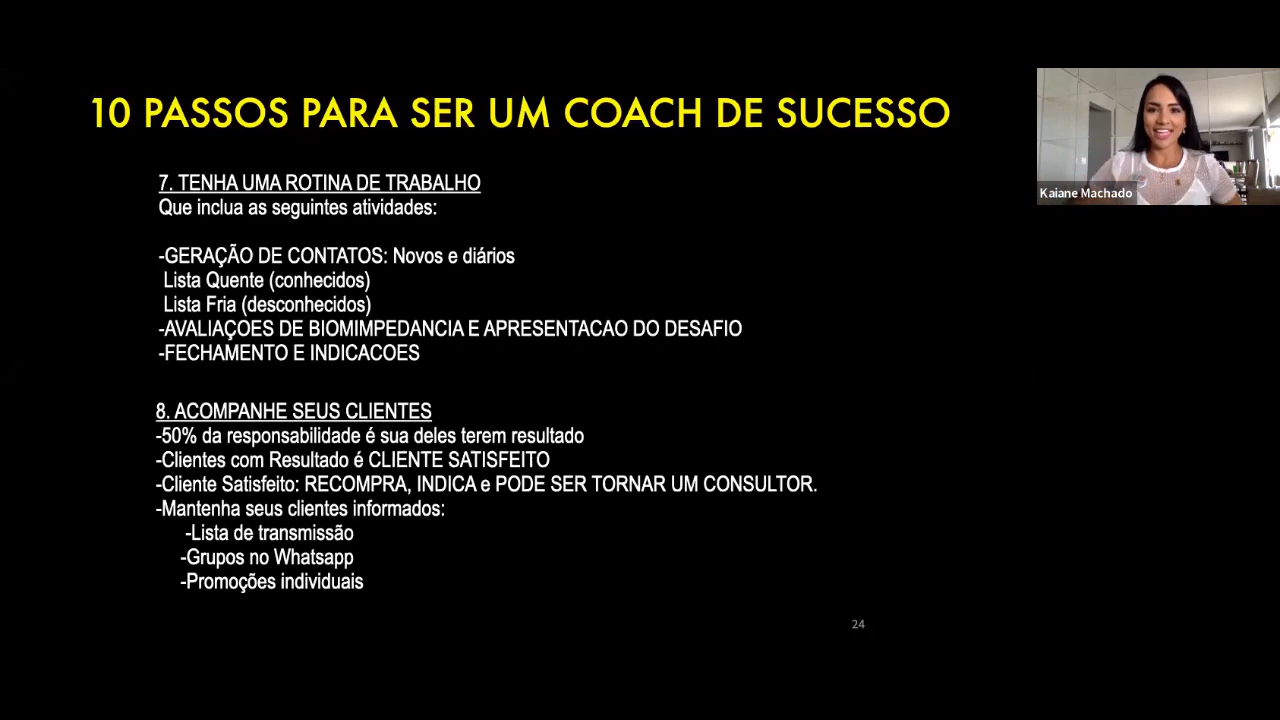 10 PASSOS PARA SER UM COACH DE SUCESSO
Kaiane Machado
7. TENHA UMA ROTINA DE TRABALHO
Que inclua as seguintes atividades:
-GERAÇÃO DE CONTATOS: Novos e diários
Lista Quente (conhecidos)
Lista Fria (desconhecidos)
-AVALIAÇOES DE BIOMIMPEDANCIA E APRESENTACAO DO DESAFIO
-FECHAMENTO E INDICACOES
8. ACOMPANHE SEUS CLIENTES
-50% da responsabilidade é sua deles terem resultado
-Clientes com Resultado é CLIENTE SATISFEITO
-Cliente Satisfeito: RECOMPRA, INDICA e PODE SER TORNAR UM CONSULTOR.
-Mantenha seus clientes informados:
-Lista de transmissão
-Grupos no Whatsapp
-Promoções individuais
24